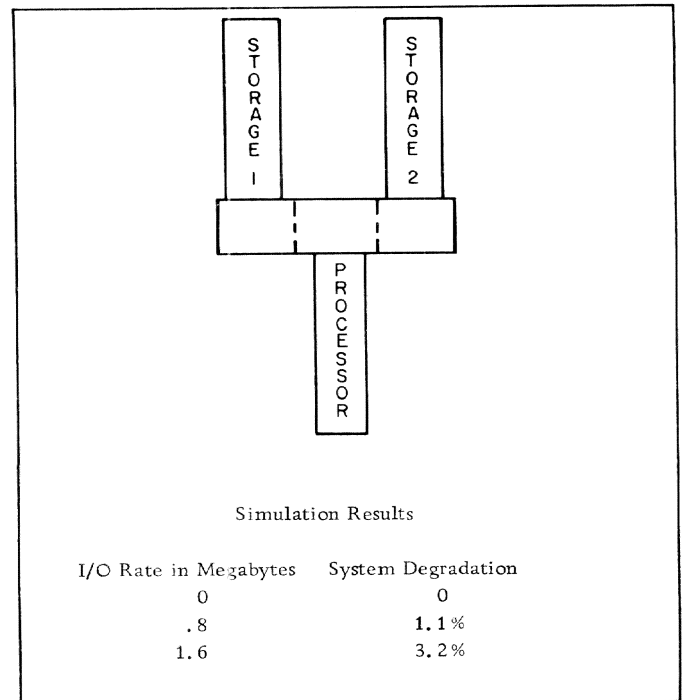 STORAGE 1
STORAGE 2
PROCESSOR
Simulation Results
I/O Rate in Megabytes System Degradation
0 0
.8 1.1%
1.6 3.2%